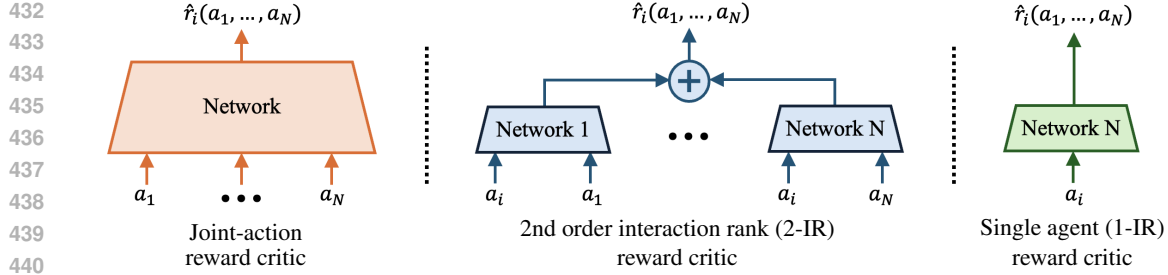 432
433
434
435
436
437
438
439
440
r̂ᵢ(a₁, …, a_N)
Network
a₁ ••• a_N
Joint-action
reward critic
r̂ᵢ(a₁, …, a_N)
+
Network 1 ••• Network N
aᵢ a₁ aᵢ a_N
2nd order interaction rank (2-IR)
reward critic
r̂ᵢ(a₁, …, a_N)
Network N
aᵢ
Single agent (1-IR)
reward critic